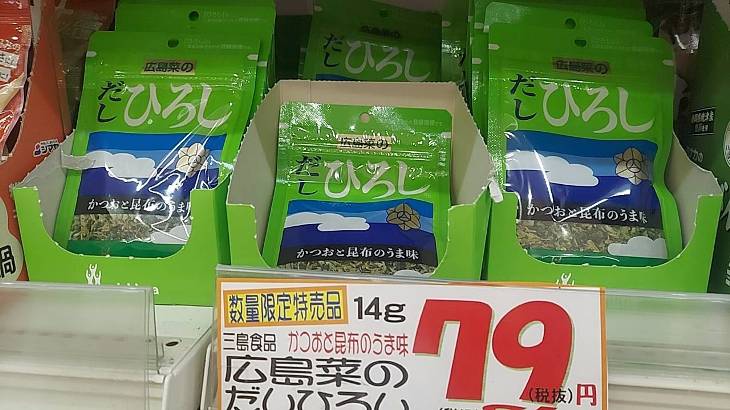 広島菜の
だし
ひろし
かつおと昆布のうま味
広島菜の
だし
ひろし
かつおと昆布のうま味
広島菜の
だし
ひろし
かつおと昆布のうま味
数量限定特売品
14g
三島食品
かつおと昆布のうま味
広島菜の
だしひろし
79
(税抜)
円